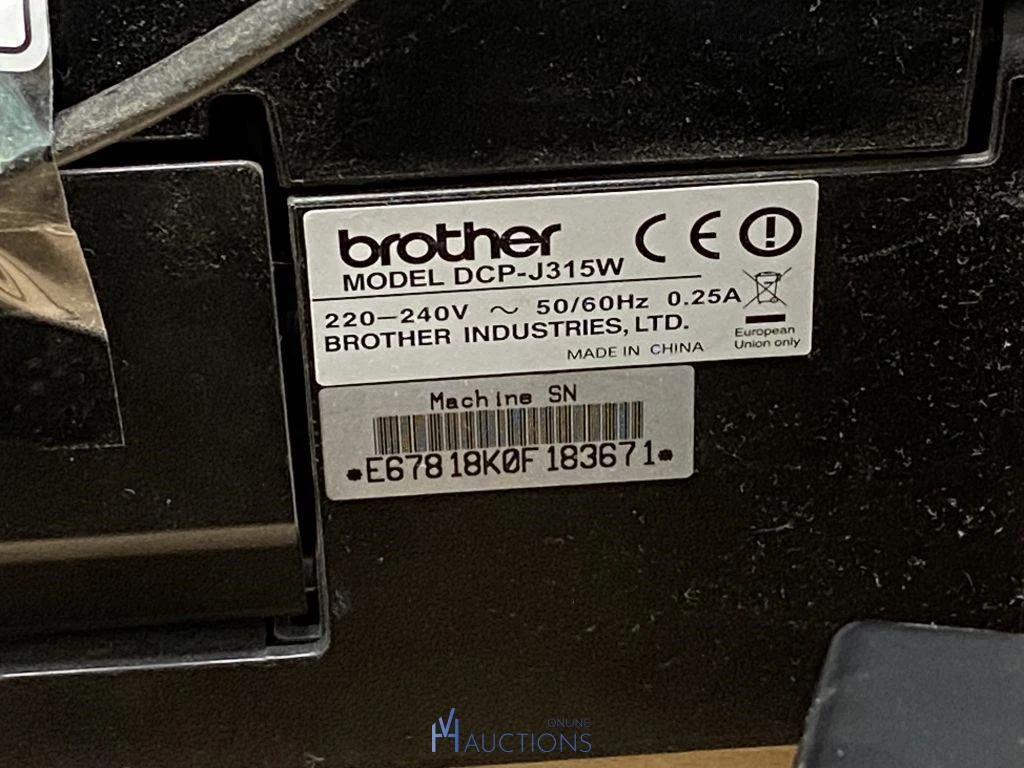 brother
MODEL DCP-J315W
220–240V ~ 50/60Hz 0.25A
BROTHER INDUSTRIES, LTD.
MADE IN CHINA
CE
European
Union only
Machine SN
*E67818K0F183671*
VH ONLINE
AUCTIONS